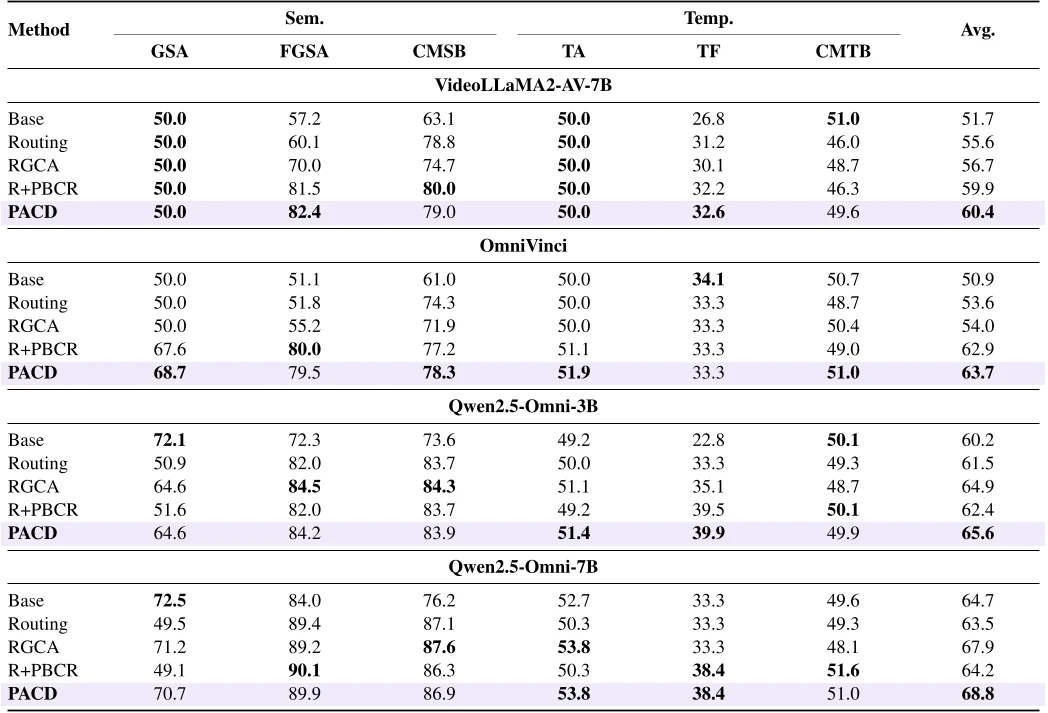 Method Sem. Temp. Avg.
GSA FGSA CMSB TA TF CMTB
VideoLLaMA2-AV-7B
Base 50.0 57.2 63.1 50.0 26.8 51.0 51.7
Routing 50.0 60.1 78.8 50.0 31.2 46.0 55.6
RGCA 50.0 70.0 74.7 50.0 30.1 48.7 56.7
R+PBCR 50.0 81.5 80.0 50.0 32.2 46.3 59.9
PACD 50.0 82.4 79.0 50.0 32.6 49.6 60.4
OmniVinci
Base 50.0 51.1 61.0 50.0 34.1 50.7 50.9
Routing 50.0 51.8 74.3 50.0 33.3 48.7 53.6
RGCA 50.0 55.2 71.9 50.0 33.3 50.4 54.0
R+PBCR 67.6 80.0 77.2 51.1 33.3 49.0 62.9
PACD 68.7 79.5 78.3 51.9 33.3 51.0 63.7
Qwen2.5-Omni-3B
Base 72.1 72.3 73.6 49.2 22.8 50.1 60.2
Routing 50.9 82.0 83.7 50.0 33.3 49.3 61.5
RGCA 64.6 84.5 84.3 51.1 35.1 48.7 64.9
R+PBCR 51.6 82.0 83.7 49.2 39.5 50.1 62.4
PACD 64.6 84.2 83.9 51.4 39.9 49.9 65.6
Qwen2.5-Omni-7B
Base 72.5 84.0 76.2 52.7 33.3 49.6 64.7
Routing 49.5 89.4 87.1 50.3 33.3 49.3 63.5
RGCA 71.2 89.2 87.6 53.8 33.3 48.1 67.9
R+PBCR 49.1 90.1 86.3 50.3 38.4 51.6 64.2
PACD 70.7 89.9 86.9 53.8 38.4 51.0 68.8